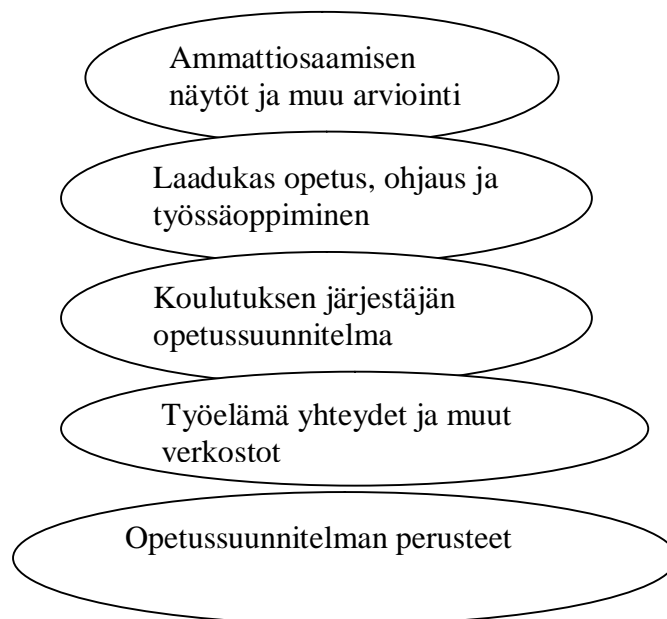 Ammattiosaamisen
näytöt ja muu arviointi
Laadukas opetus, ohjaus ja
työssäoppiminen
Koulutuksen järjestäjän
opetussuunnitelma
Työelämä yhteydet ja muut
verkostot
Opetussuunnitelman perusteet